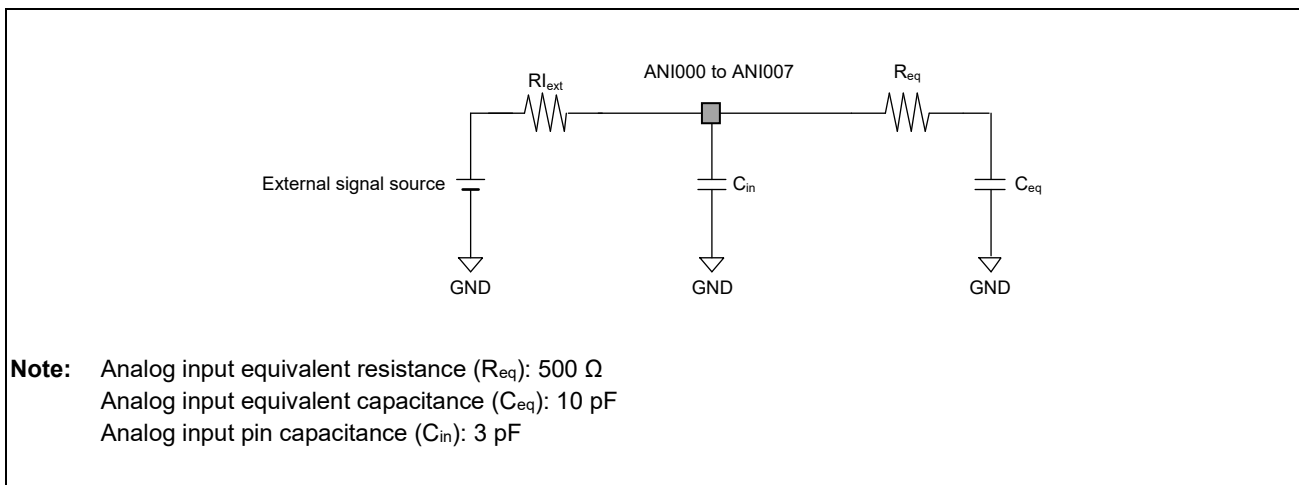 ANI000 to ANI007
RIext
Req
External signal source
Cin
Ceq
GND
GND
GND
Note: Analog input equivalent resistance (Req): 500 Ω
Analog input equivalent capacitance (Ceq): 10 pF
Analog input pin capacitance (Cin): 3 pF